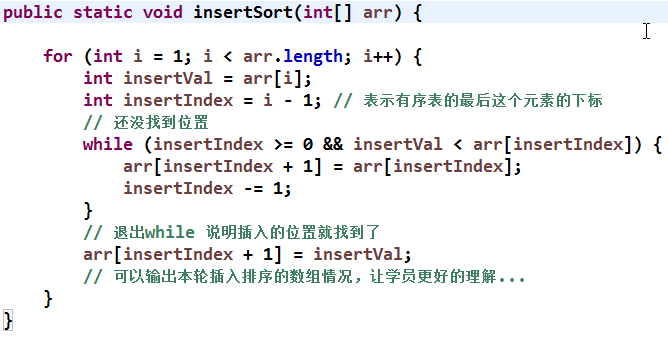 public static void insertSort(int[] arr) {
for (int i = 1; i < arr.length; i++) {
int insertVal = arr[i];
int insertIndex = i - 1; // 表示有序表的最后这个元素的下标
// 还没找到位置
while (insertIndex >= 0 && insertVal < arr[insertIndex]) {
arr[insertIndex + 1] = arr[insertIndex];
insertIndex -= 1;
}
// 退出while 说明插入的位置就找到了
arr[insertIndex + 1] = insertVal;
// 可以输出本轮插入排序的数组情况，让学员更好的理解...
}
}